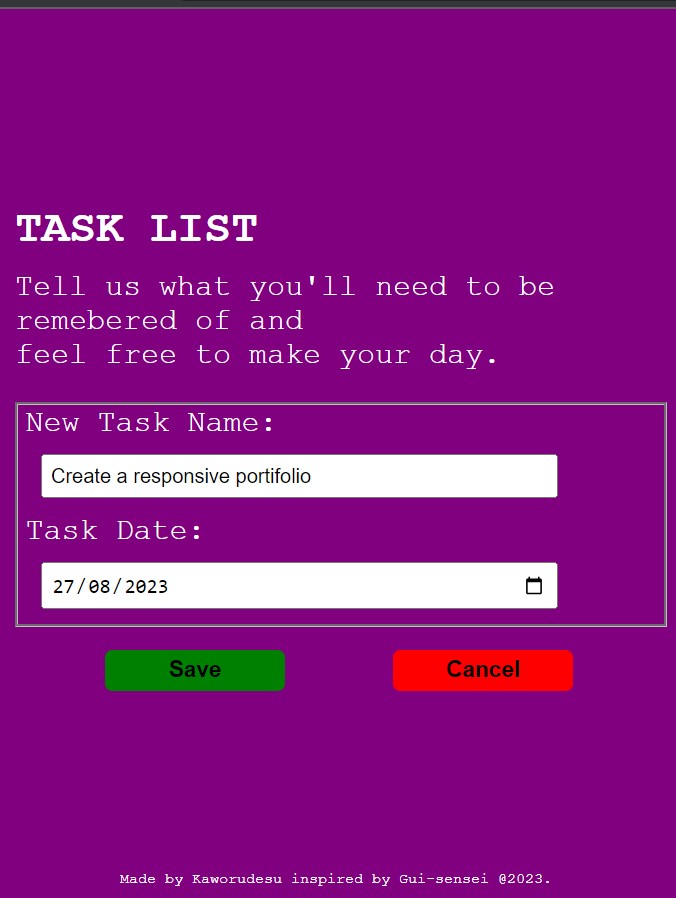 TASK LIST
Tell us what you'll need to be
remebered of and
feel free to make your day.
New Task Name:
Create a responsive portifolio
Task Date:
27/08/2023
Save
Cancel
Made by Kaworudesu inspired by Gui-sensei @2023.